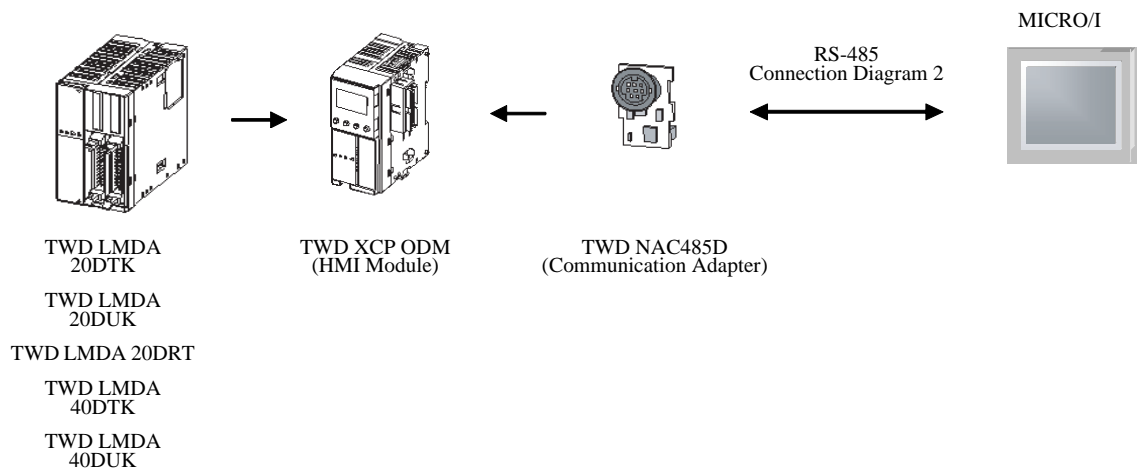 MICRO/I
RS-485
Connection Diagram 2
TWD LMDA
20DTK
TWD XCP ODM
(HMI Module)
TWD NAC485D
(Communication Adapter)
TWD LMDA
20DUK
TWD LMDA 20DRT
TWD LMDA
40DTK
TWD LMDA
40DUK